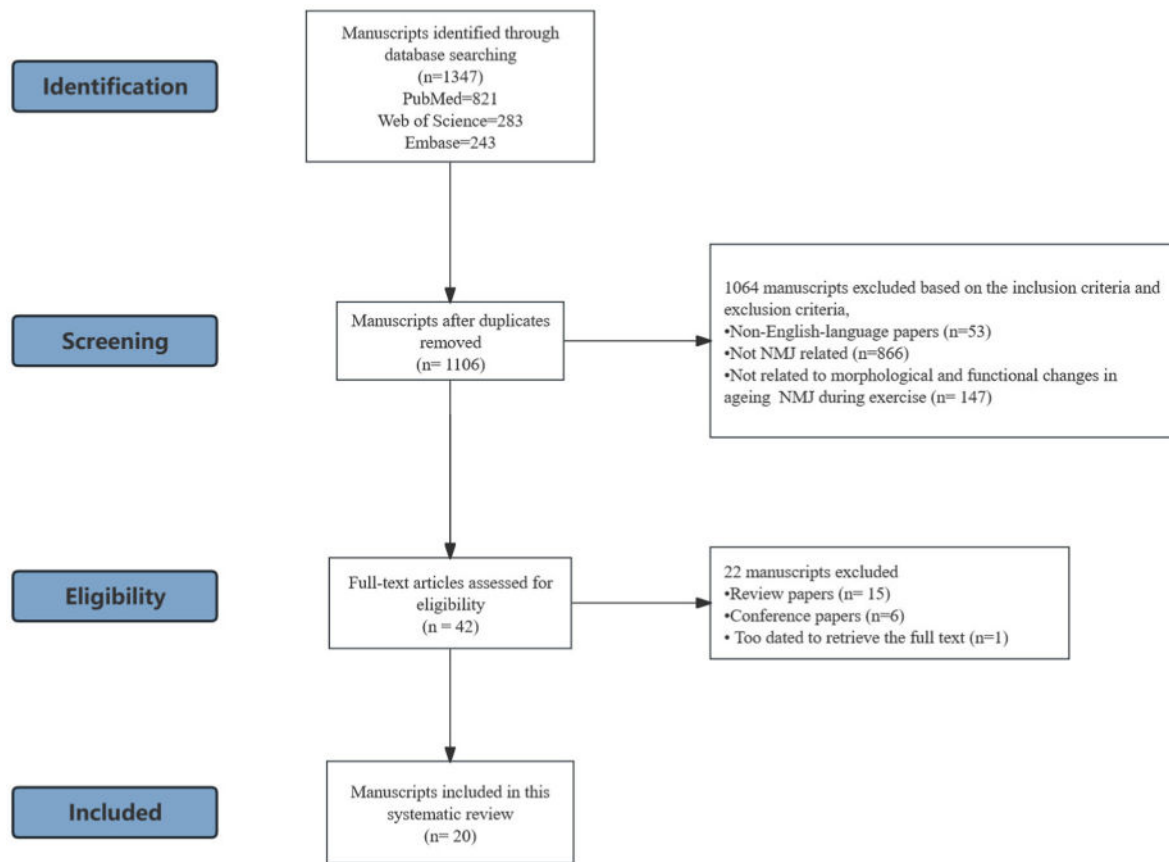 Identification
Manuscripts identified through
database searching
(n=1347)
PubMed=821
Web of Science=283
Embase=243
Screening
Manuscripts after duplicates
removed
(n= 1106)
1064 manuscripts excluded based on the inclusion criteria and
exclusion criteria,
•Non-English-language papers (n=53)
•Not NMJ related (n=866)
•Not related to morphological and functional changes in
ageing NMJ during exercise (n= 147)
Eligibility
Full-text articles assessed for
eligibility
(n = 42)
22 manuscripts excluded
•Review papers (n= 15)
•Conference papers (n=6)
• Too dated to retrieve the full text (n=1)
Included
Manuscripts included in this
systematic review
(n= 20)